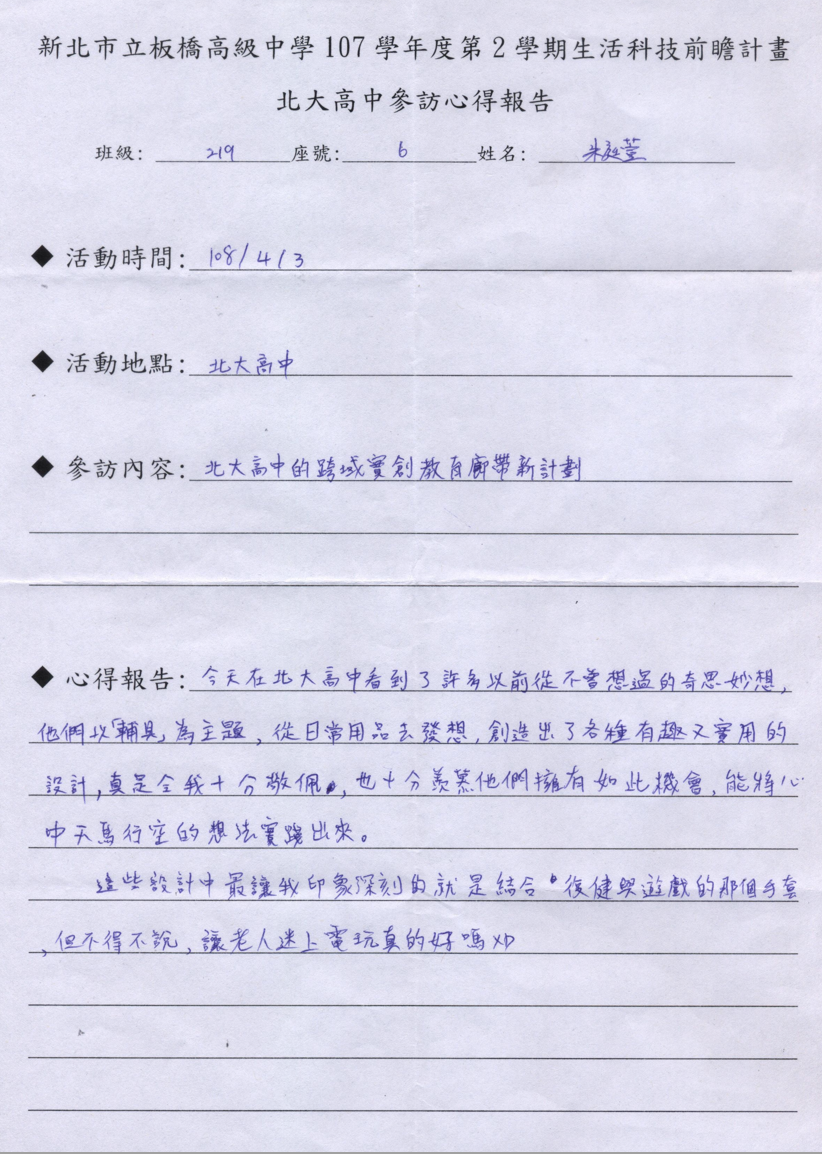 新北市立板橋高級中學 107 學年度第 2 學期生活科技前瞻計畫
北大高中參訪心得報告
班級: 219 座號: 6 姓名: 朱庭萱
◆ 活動時間: 108/4/3
◆ 活動地點: 北大高中
◆ 參訪內容: 北大高中的跨域實創教育廊帶新計劃
◆ 心得報告: 今天在北大高中看到了許多以前從不曾想過的奇思妙想,
他們以「輔具」為主題,從日常用品去發想,創造出了各種有趣又實用的
設計,真是令我十分敬佩,也十分羨慕他們擁有如此機會,能將心
中天馬行空的想法實踐出來。
這些設計中最讓我印象深刻的就是結合復健與遊戲的那個手套
,但不得不說,讓老人迷上電玩真的好嗎XD